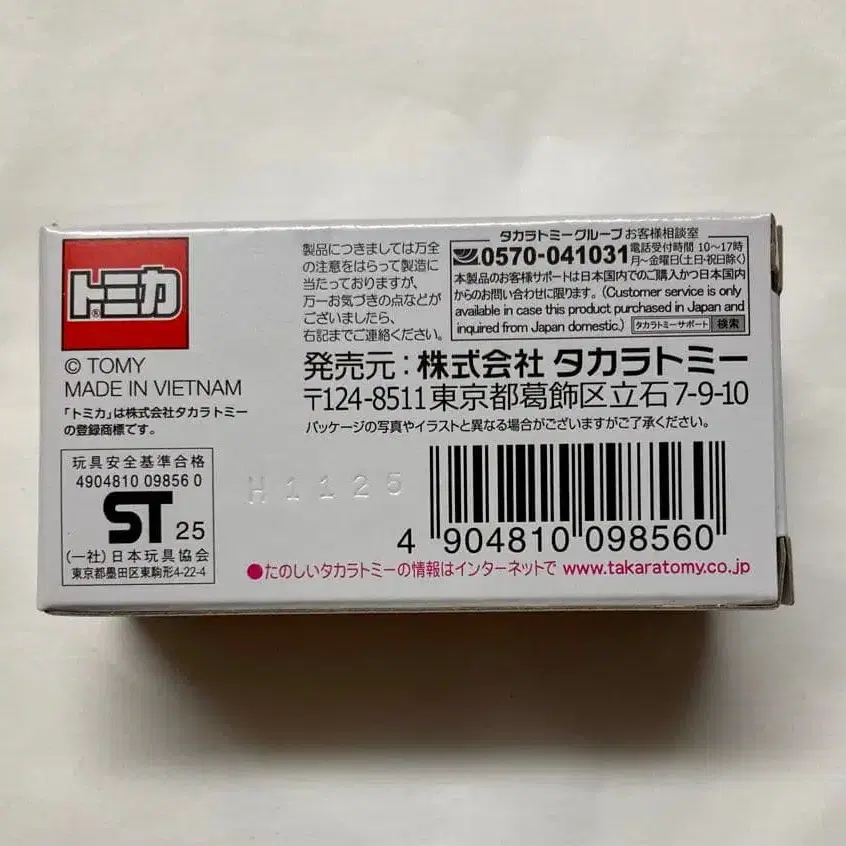 トミカ
®
© TOMY
MADE IN VIETNAM
「トミカ」は株式会社タカラトミー
の登録商標です。
玩具安全基準合格
4904810 09856 0
ST 25
(一社)日本玩具協会
東京都墨田区東駒形4-22-4
製品につきましては万全
の注意をはらって製造に
当たっておりますが、
万一お気づきの点などが
ございましたら、
右記までご連絡ください。
タカラトミーグループ お客様相談室
0570-041031 電話受付時間 10〜17時
月〜金曜日(土日・祝日除く)
本製品のお客様サポートは日本国内でのご購入かつ日本国内
からのお問い合わせに限ります。(Customer service is only
available in case this product purchased in Japan and
inquired from Japan domestic.) タカラトミーサポート 検索
発売元:株式会社 タカラトミー
〒124-8511 東京都葛飾区立石7-9-10
パッケージの写真やイラストと異なる場合がございますがご了承ください。
H1125
4 904810 098560
●たのしいタカラトミーの情報はインターネットで www.takaratomy.co.jp